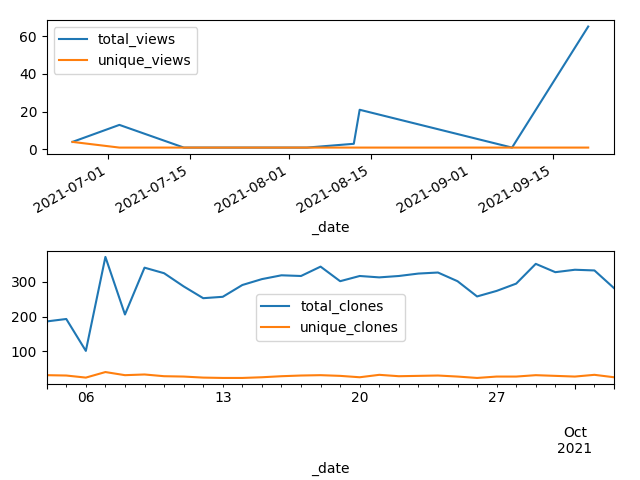 60
40
20
0
total_views
unique_views
2021-07-01
2021-07-15
2021-08-01
2021-08-15
2021-09-01
2021-09-15
_date
300
200
100
total_clones
unique_clones
06
13
20
27
Oct
2021
_date